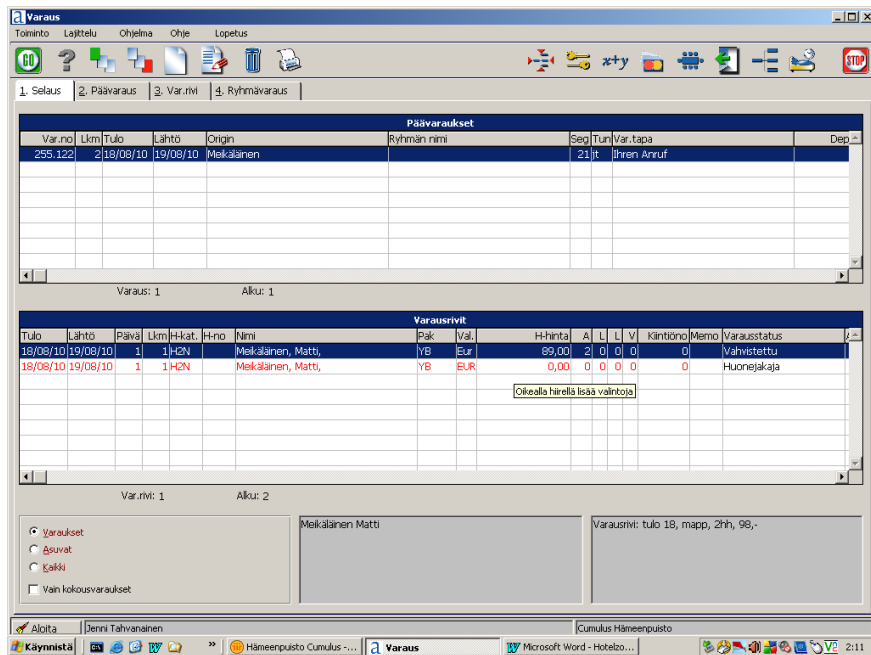 Varaus
Toiminto Lajittelu Ohjelma Ohje Lopetus
GO ? x+y STOP
1. Selaus 2. Päävaraus 3. Var.rivi 4. Ryhmävaraus
Päävaraukset
Var.no Lkm Tulo Lähtö Origin Ryhmän nimi Seg Tun Var.tapa Dep
255.122 2 18/08/10 19/08/10 Meikäläinen 21 jt Ihren Anruf
Varaus: 1 Alku: 1
Varausrivit
Tulo Lähtö Päivä Lkm H-kat. H-no Nimi Pak Val. H-hinta A L L V Kiintiöno Memo Varausstatus
18/08/10 19/08/10 1 1 H2N Meikäläinen, Matti, YB Eur 89,00 2 0 0 0 0 Vahvistettu
18/08/10 19/08/10 1 1 H2N Meikäläinen, Matti, YB EUR 0,00 0 0 0 0 0 Huonejakaja
Oikealla hiirellä lisää valintoja
Var.rivi: 1 Alku: 2
Varaukset
Asuvat
Kaikki
Vain kokousvaraukset
Meikäläinen Matti
Varausrivi: tulo 18, mapp, 2hh, 98,-
Aloita Jenni Tahvanainen Cumulus Hämeenpuisto
Käynnistä » Hämeenpuisto Cumulus -... Varaus Microsoft Word - Hotelzo... 2:11